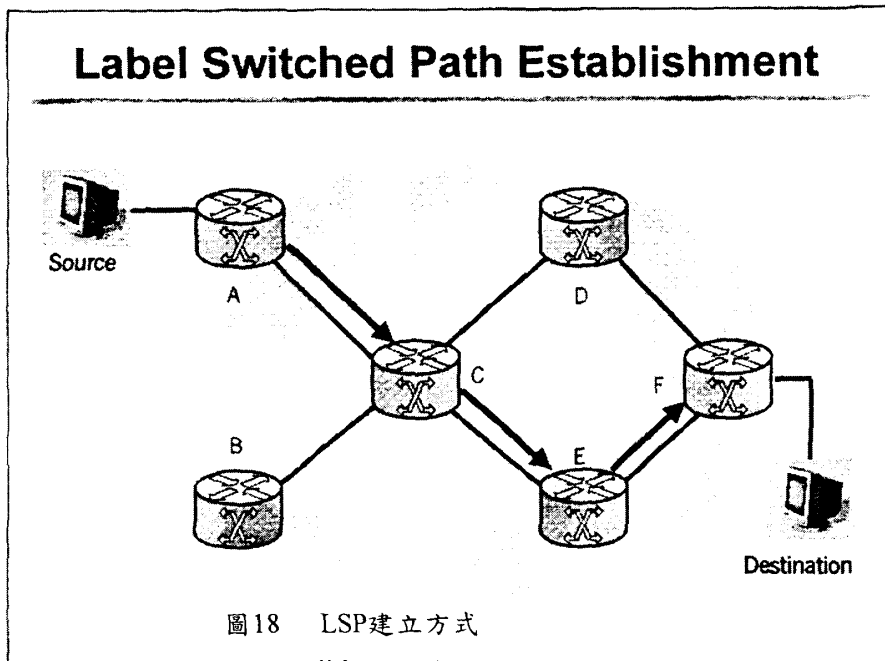 Label Switched Path Establishment
Source
A
D
C
F
B
E
Destination
圖18 LSP建立方式